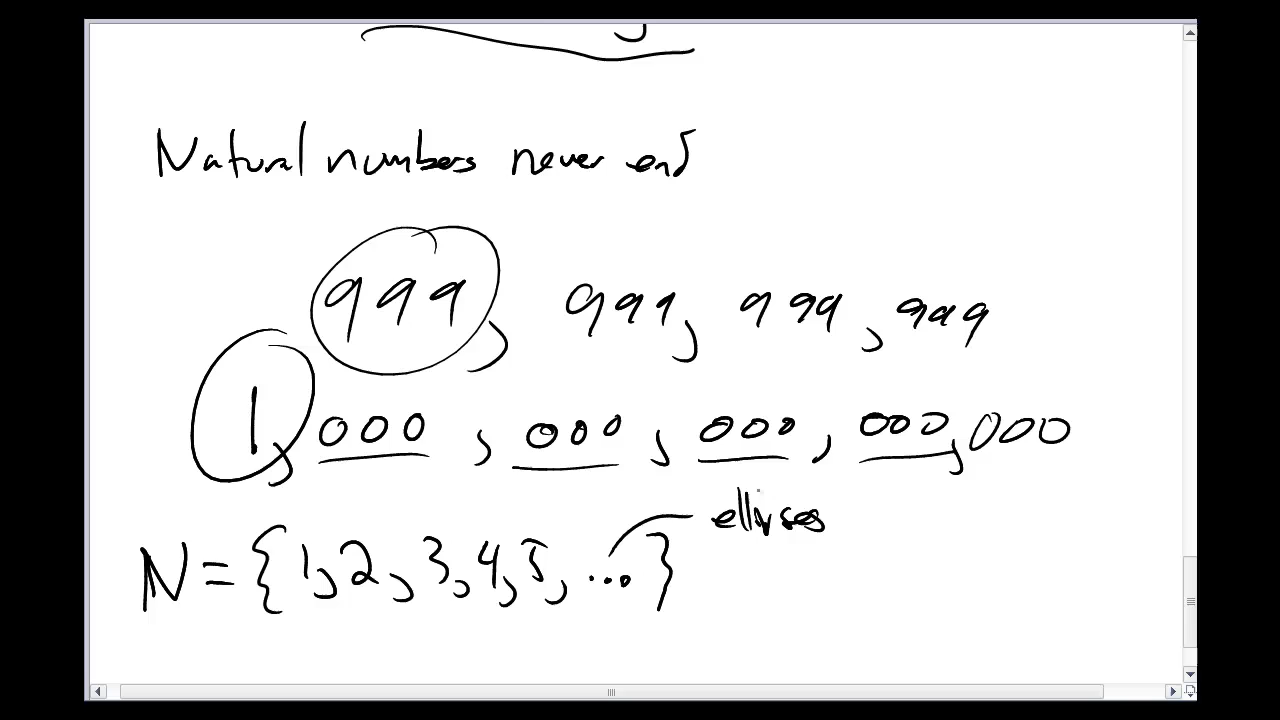 Natural numbers never end
999, 999, 999, 999
1,000, 000, 000, 000, 000
ellipses
N = {1, 2, 3, 4, 5, ...}